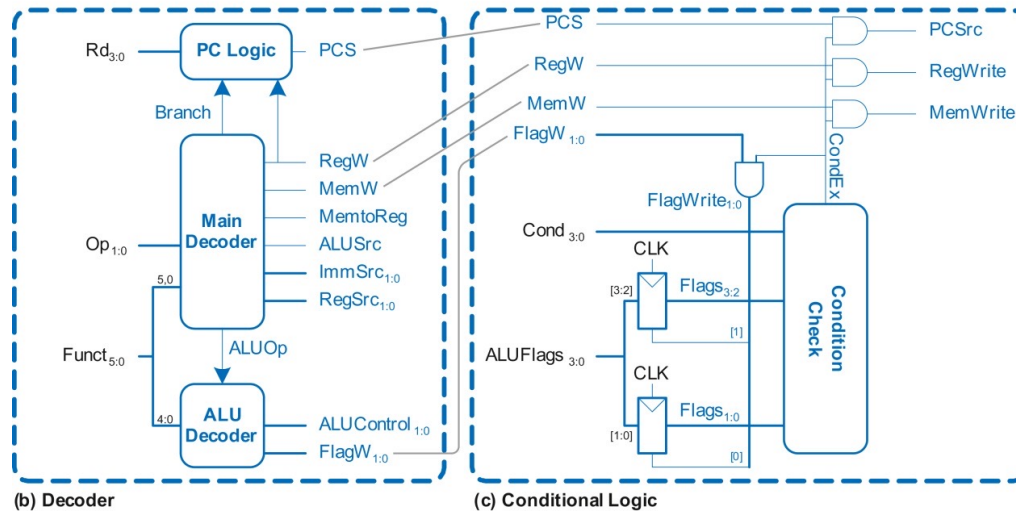 Rd3:0
PC Logic
PCS
Branch
RegW
MemW
MemtoReg
ALUSrc
ImmSrc1:0
RegSrc1:0
Main
Decoder
Op1:0
5,0
Funct5:0
ALUOp
4:0
ALU
Decoder
ALUControl1:0
FlagW1:0
(b) Decoder
PCS
PCSrc
RegW
RegWrite
MemW
MemWrite
FlagW1:0
CondEx
FlagWrite1:0
Cond3:0
CLK
[3:2]
Flags3:2
[1]
ALUFlags3:0
CLK
[1:0]
Flags1:0
[0]
Condition
Check
(c) Conditional Logic